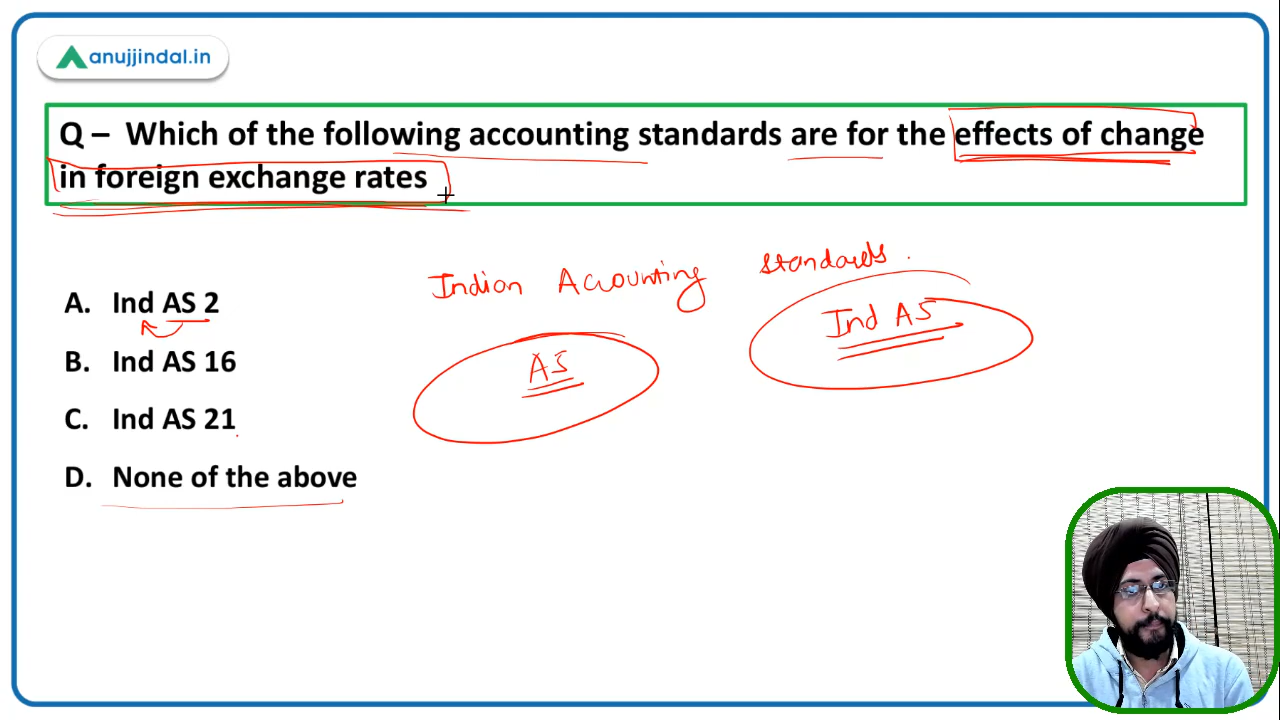 anujjindal.in
Q – Which of the following accounting standards are for the effects of change
in foreign exchange rates
Indian Accounting Standards.
A. Ind AS 2
Ind AS
B. Ind AS 16
AS
C. Ind AS 21
D. None of the above